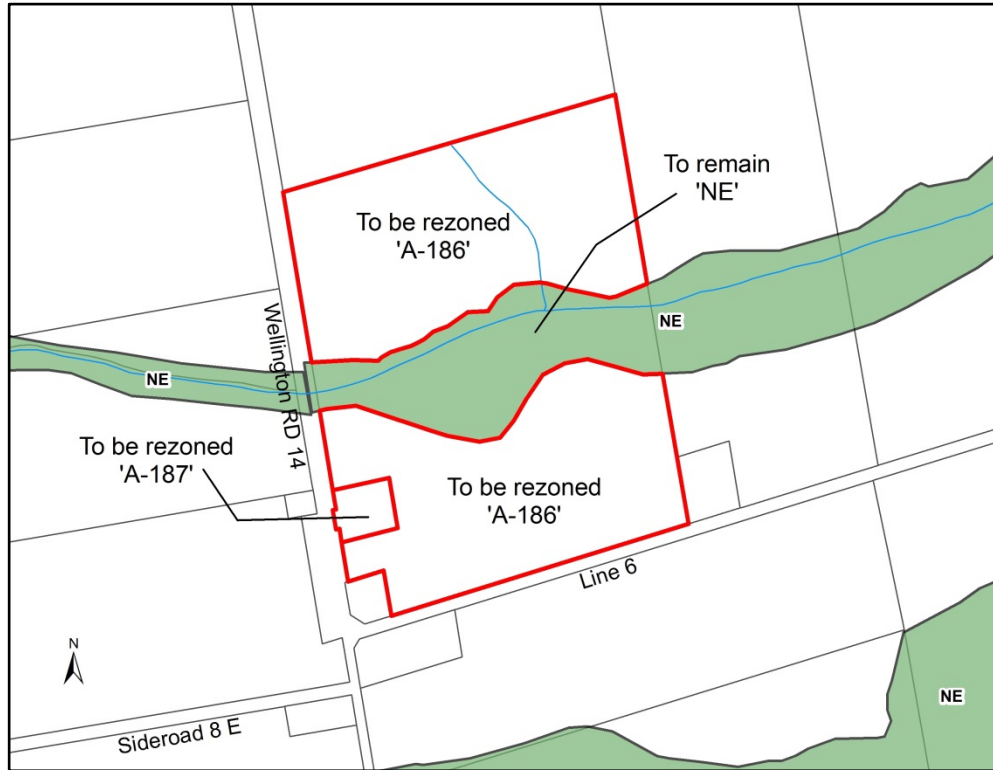 To remain
'NE'
To be rezoned
'A-186'
NE
Wellington RD 14
NE
To be rezoned
'A-187'
To be rezoned
'A-186'
Line 6
N
Sideroad 8 E
NE